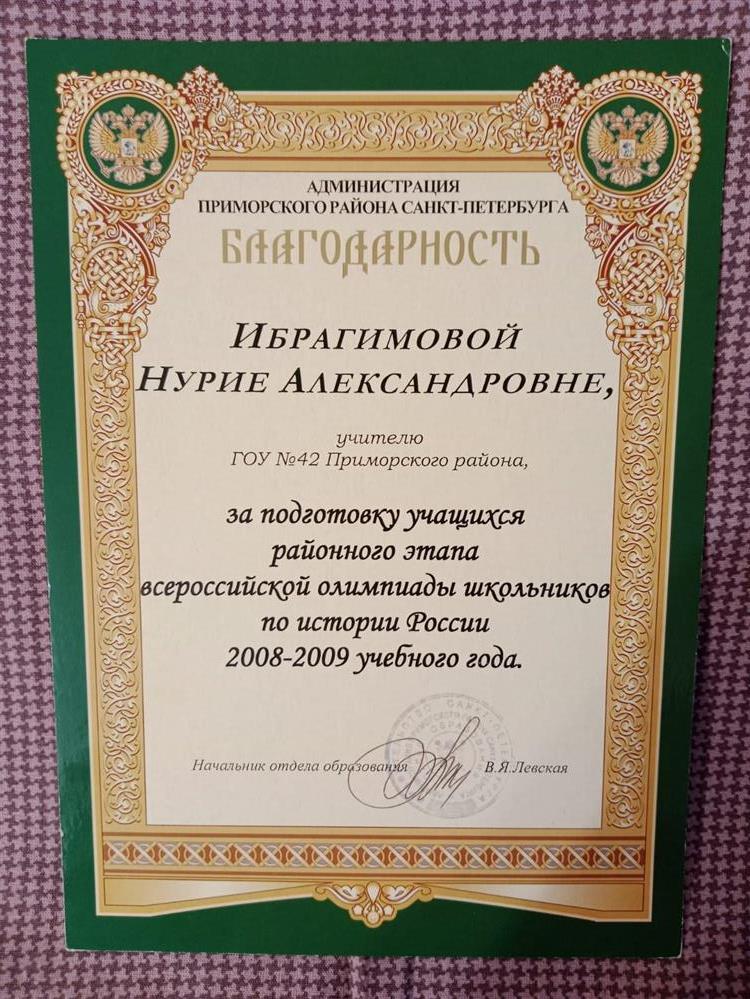 АДМИНИСТРАЦИЯ
ПРИМОРСКОГО РАЙОНА САНКТ-ПЕТЕРБУРГА
БЛАГОДАРНОСТЬ
ИБРАГИМОВОЙ
НУРИЕ АЛЕКСАНДРОВНЕ,
учителю
ГОУ №42 Приморского района,
за подготовку учащихся
районного этапа
всероссийской олимпиады школьников
по истории России
2008-2009 учебного года.
Начальник отдела образования В.Я.Левская